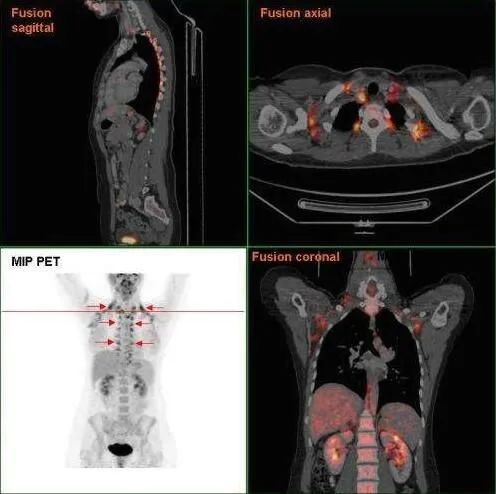 Fusion
sagittal
Fusion axial
MIP PET
Fusion coronal